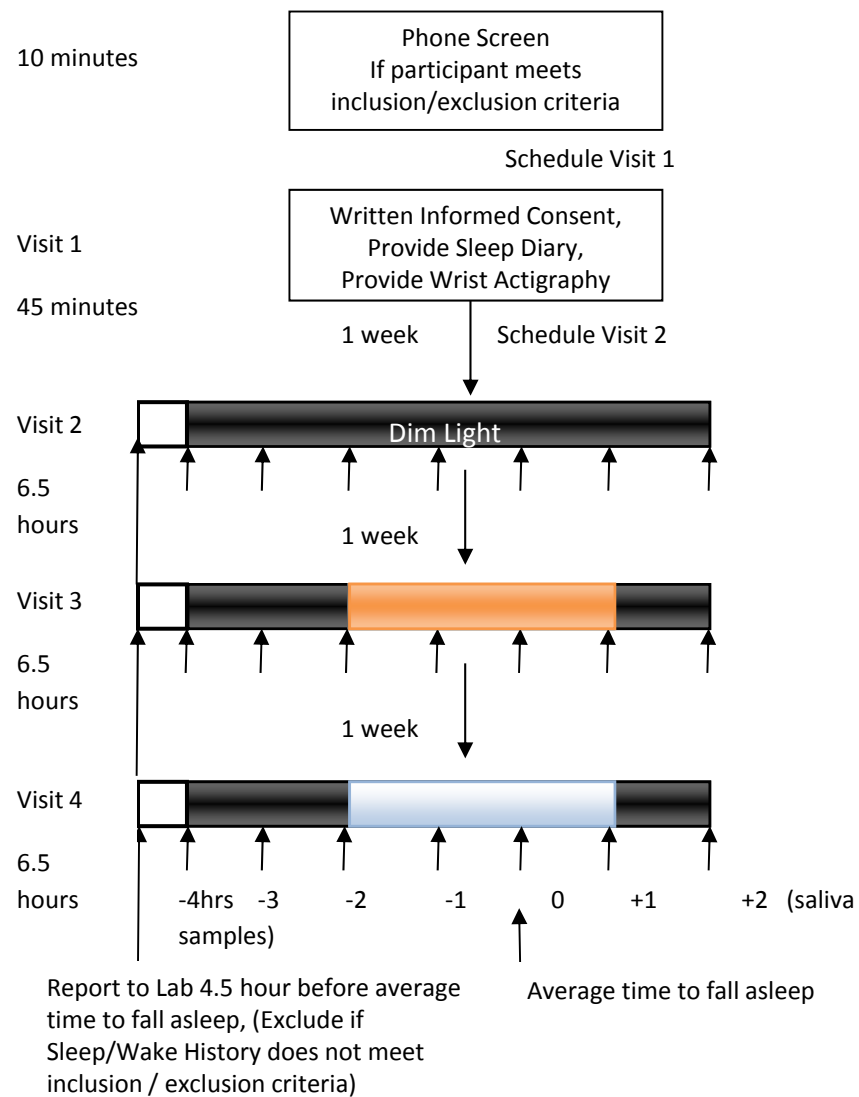 10 minutes
Phone Screen
If participant meets
inclusion/exclusion criteria
Schedule Visit 1
Visit 1
45 minutes
Written Informed Consent,
Provide Sleep Diary,
Provide Wrist Actigraphy
1 week
Schedule Visit 2
Visit 2
Dim Light
6.5
hours
1 week
Visit 3
6.5
hours
1 week
Visit 4
6.5
hours
-4hrs -3 -2 -1 0 +1 +2 (saliva
samples)
Report to Lab 4.5 hour before average
time to fall asleep, (Exclude if
Sleep/Wake History does not meet
inclusion / exclusion criteria)
Average time to fall asleep